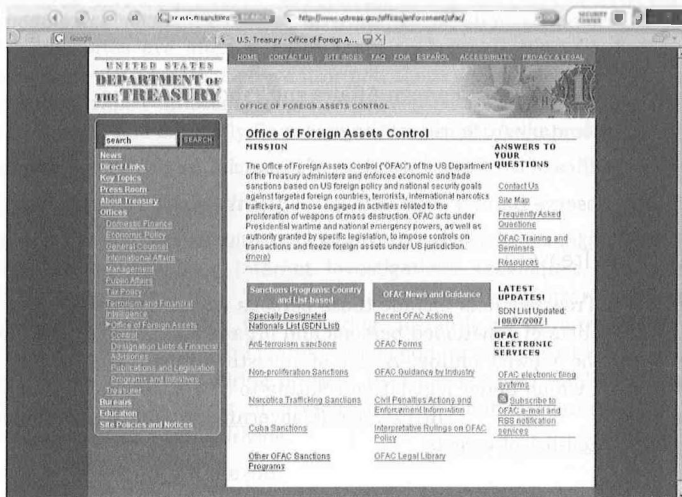 http://www.ustreas.gov/offices/enforcement/ofac/
SECURITY
CENTER
Google
U.S. Treasury - Office of Foreign A...
UNITED STATES
DEPARTMENT OF
THE TREASURY
HOME CONTACT US SITE INDEX FAQ FOIA ESPAÑOL ACCESSIBILITY PRIVACY & LEGAL
OFFICE OF FOREIGN ASSETS CONTROL
search SEARCH
News
Direct Links
Key Topics
Press Room
About Treasury
Offices
Domestic Finance
Economic Policy
General Counsel
International Affairs
Management
Public Affairs
Tax Policy
Terrorism and Financial
Intelligence
Office of Foreign Assets
Control
Designation Lists & Financial
Advisories
Publications and Legislation
Programs and Initiatives
Treasurer
Bureaus
Education
Site Policies and Notices
Office of Foreign Assets Control
MISSION
The Office of Foreign Assets Control ("OFAC") of the US Department
of the Treasury administers and enforces economic and trade
sanctions based on US foreign policy and national security goals
against targeted foreign countries, terrorists, international narcotics
traffickers, and those engaged in activities related to the
proliferation of weapons of mass destruction. OFAC acts under
Presidential wartime and national emergency powers, as well as
authority granted by specific legislation, to impose controls on
transactions and freeze foreign assets under US jurisdiction.
(more)
Sanctions Programs: Country
and List-based
Specially Designated
Nationals List (SDN List)
Anti-terrorism sanctions
Non-proliferation Sanctions
Narcotics Trafficking Sanctions
Cuba Sanctions
Other OFAC Sanctions
Programs
OFAC News and Guidance
Recent OFAC Actions
OFAC Forms
OFAC Guidance by Industry
Civil Penalties Actions and
Enforcement Information
Interpretative Rulings on OFAC
Policy
OFAC Legal Library
ANSWERS TO
YOUR
QUESTIONS
Contact Us
Site Map
Frequently Asked
Questions
OFAC Training and
Seminars
Resources
LATEST
UPDATES!
SDN List Updated:
[ 08/07/2007 ]
OFAC
ELECTRONIC
SERVICES
OFAC electronic filing
systems
Subscribe to
OFAC e-mail and
RSS notification
services